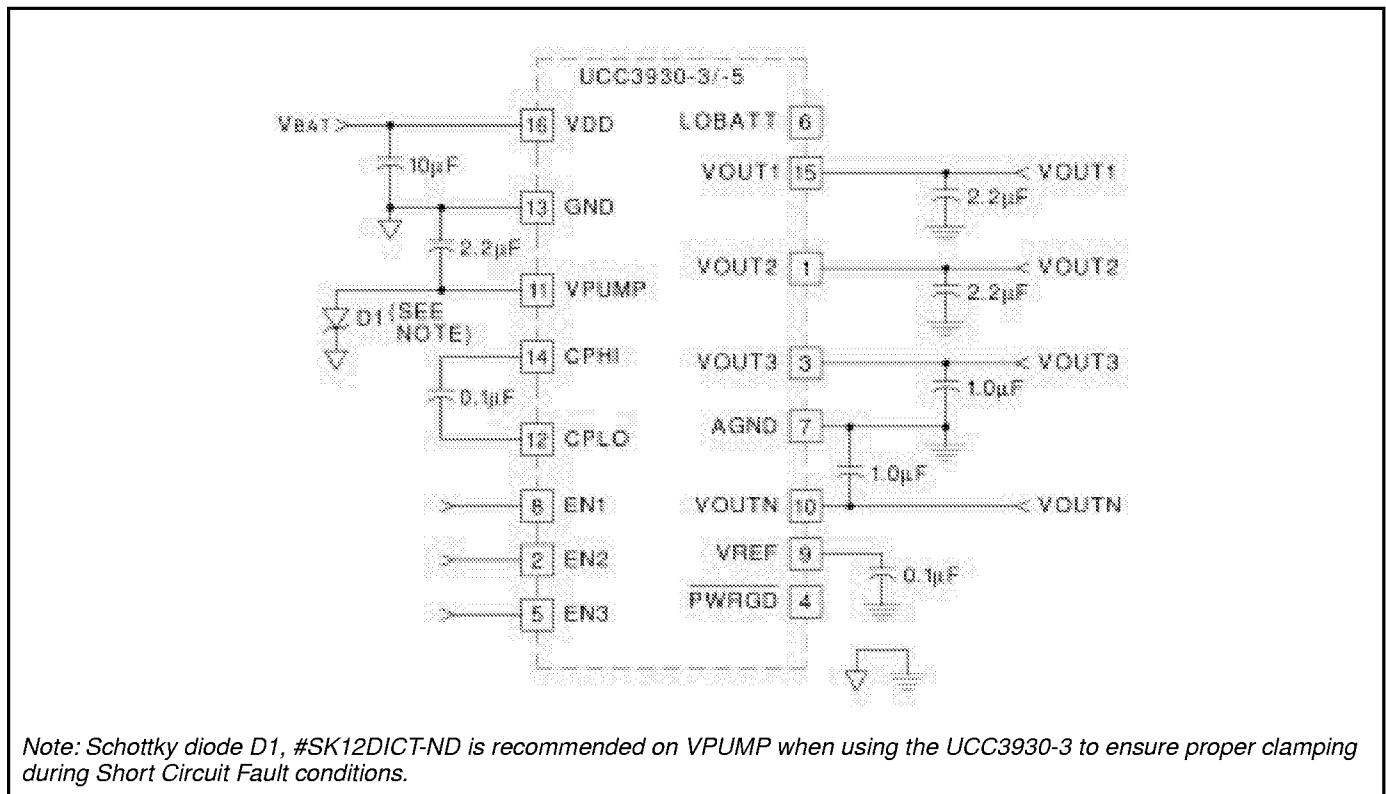 UCC3930-3/-5
VBAT
16 VDD
10µF
13 GND
2.2µF
11 VPUMP
D1 (SEE
NOTE)
14 CPHI
0.1µF
12 CPLO
8 EN1
2 EN2
5 EN3
LOBATT 6
VOUT1 15
VOUT1
2.2µF
VOUT2 1
VOUT2
2.2µF
VOUT3 3
VOUT3
1.0µF
AGND 7
1.0µF
VOUTN 10
VOUTN
VREF 9
0.1µF
PWRGD 4
Note: Schottky diode D1, #SK12DICT-ND is recommended on VPUMP when using the UCC3930-3 to ensure proper clamping
during Short Circuit Fault conditions.